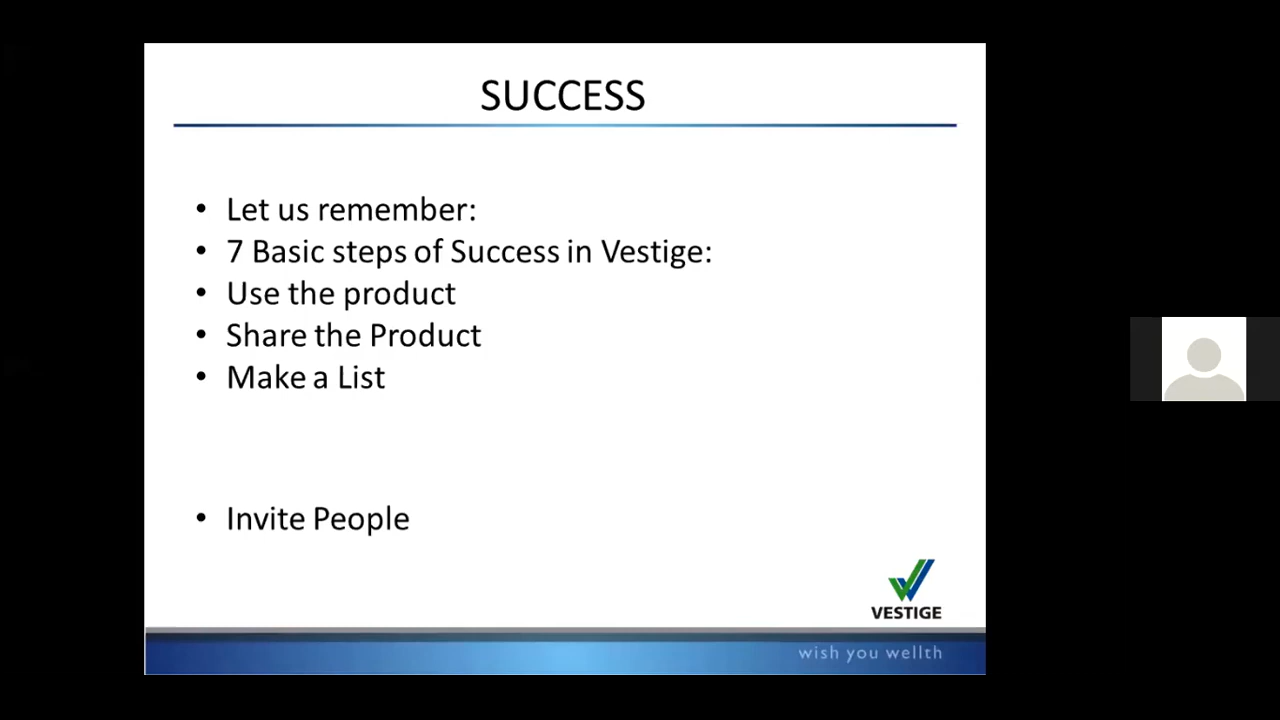 SUCCESS
• Let us remember:
• 7 Basic steps of Success in Vestige:
• Use the product
• Share the Product
• Make a List
• Invite People
VESTIGE
wish you wellth